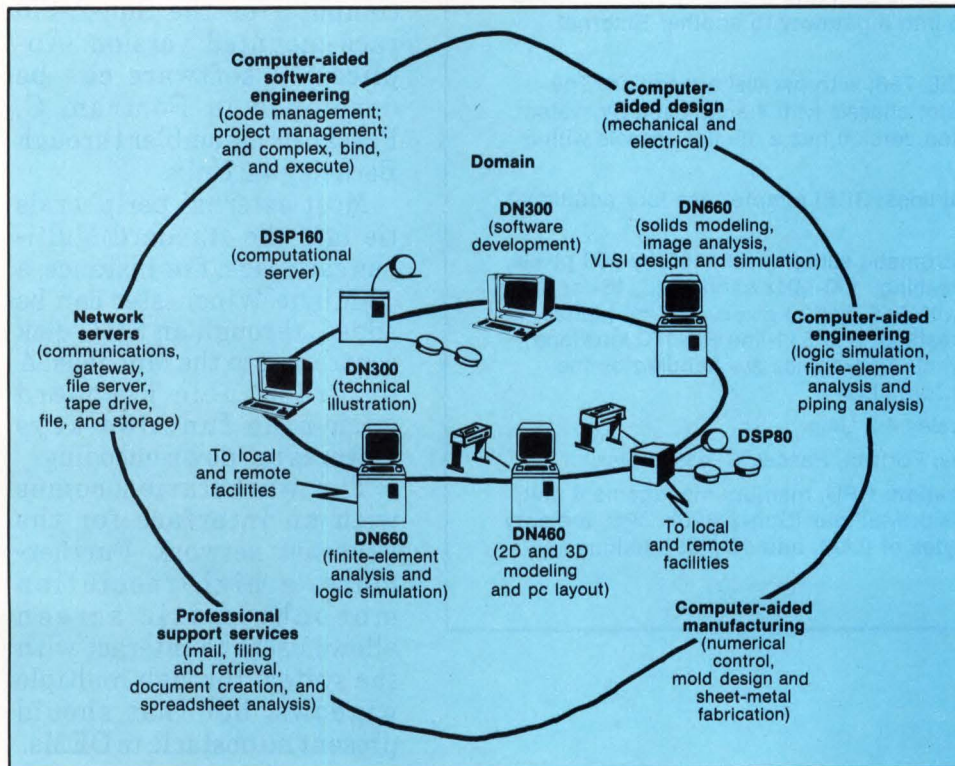 Computer-aided
software
engineering
(code management;
project management;
and complex, bind,
and execute)
Computer-
aided design
(mechanical and
electrical)
Domain
DSP160
(computational
server)
DN300
(software
development)
DN660
(solids modeling,
image analysis,
VLSI design and simulation)
Network
servers
(communications,
gateway,
file server,
tape drive,
file, and storage)
Computer-aided
engineering
(logic simulation,
finite-element
analysis and
piping analysis)
DN300
(technical
illustration)
DSP80
To local
and remote
facilities
DN660
(finite-element
analysis and
logic simulation)
DN460
(2D and 3D
modeling
and pc layout)
To local
and remote
facilities
Professional
support services
(mail, filing
and retrieval,
document creation, and
spreadsheet analysis)
Computer-aided
manufacturing
(numerical
control,
mold design and
sheet-metal
fabrication)